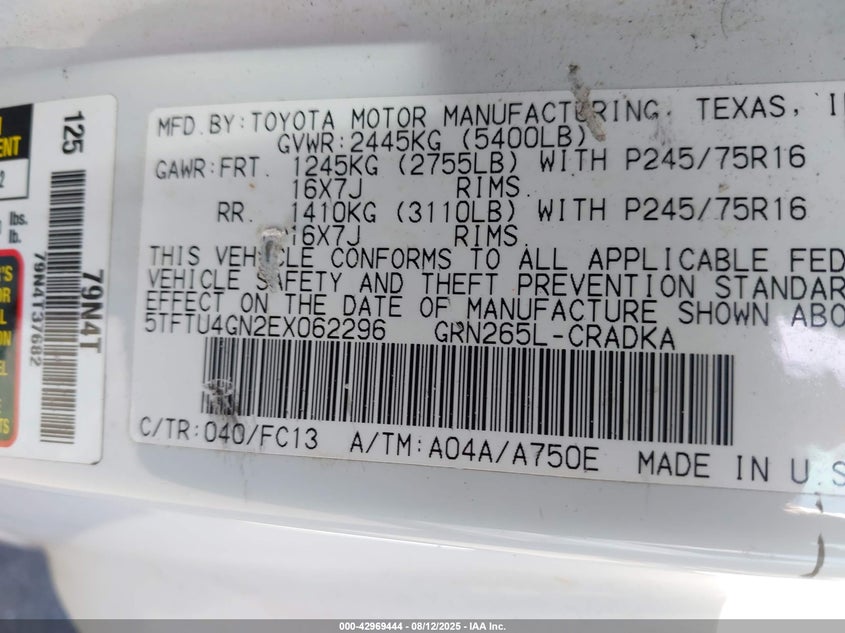 MFD. BY: TOYOTA MOTOR MANUFACTURING, TEXAS,
GVWR: 2445KG (5400LB)
GAWR: FRT. 1245KG (2755LB) WITH P245/75R16
16X7J RIMS
RR. 1410KG (3110LB) WITH P245/75R16
16X7J RIMS
THIS VEHICLE CONFORMS TO ALL APPLICABLE FED
VEHICLE SAFETY AND THEFT PREVENTION STANDAR
EFFECT ON THE DATE OF MANUFACTURE SHOWN ABO
5TFTU4GN2EX062296 GRN265L-CRADKA
C/TR: 040/FC13 A/TM: A04A/A750E MADE IN U.S
125
79N4T
79N4T37682
lbs.
lb.
000-42969444 | 08/12/2025 | IAA Inc.